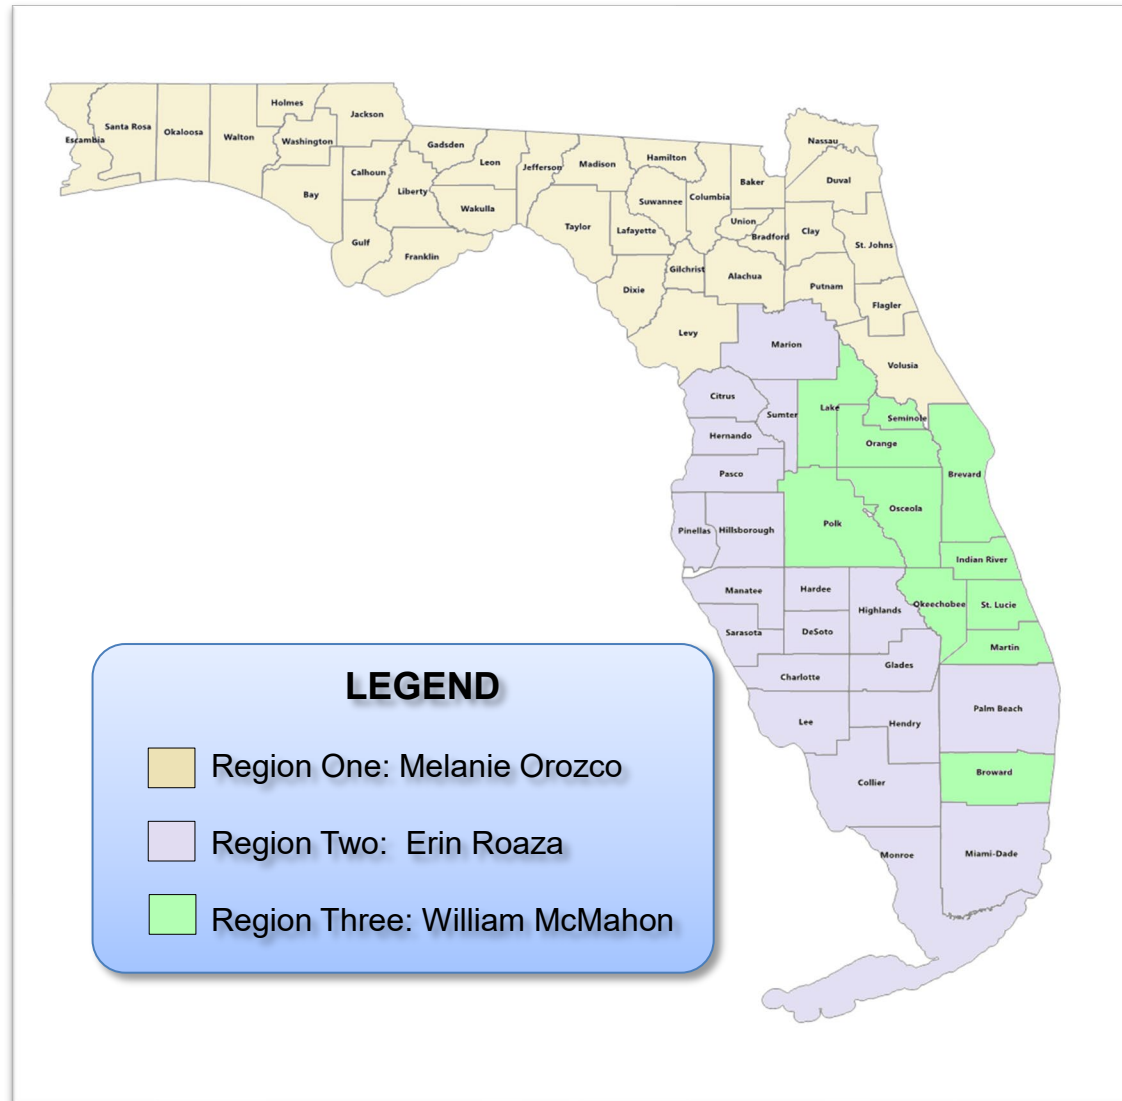 Holmes
Jackson
Santa Rosa
Okaloosa
Walton
Escambia
Washington
Gadsden
Leon
Jefferson
Madison
Hamilton
Nassau
Bay
Calhoun
Liberty
Wakulla
Taylor
Suwannee
Columbia
Baker
Duval
Gulf
Franklin
Lafayette
Union
Bradford
Clay
St. Johns
Dixie
Gilchrist
Alachua
Putnam
Flagler
Levy
Marion
Volusia
Citrus
Sumter
Lake
Seminole
Hernando
Orange
Pasco
Brevard
Pinellas
Hillsborough
Polk
Osceola
Indian River
Manatee
Hardee
Highlands
Okeechobee
St. Lucie
Sarasota
DeSoto
Martin
Charlotte
Glades
Lee
Hendry
Palm Beach
Collier
Broward
Monroe
Miami-Dade
LEGEND
Region One: Melanie Orozco
Region Two:  Erin Roaza
Region Three: William McMahon